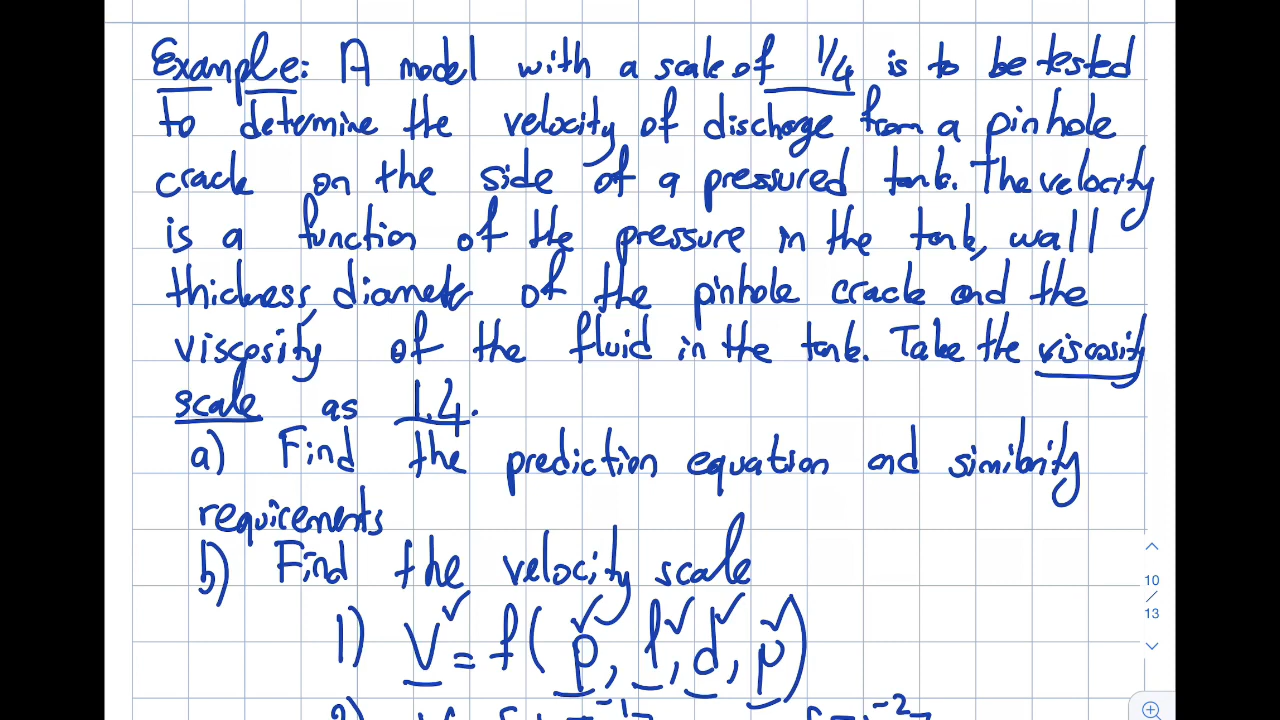 Example: A model with a scale of 1/4 is to be tested
to determine the velocity of discharge from a pinhole
crack on the side of a pressured tank. The velocity
is a function of the pressure in the tank, wall
thickness, diameter of the pinhole crack and the
viscosity of the fluid in the tank. Take the viscosity
scale as 1.4.
a) Find the prediction equation and similarity
requirements
b) Find the velocity scale
1) V = f( p, l, d, μ)
10
/
13